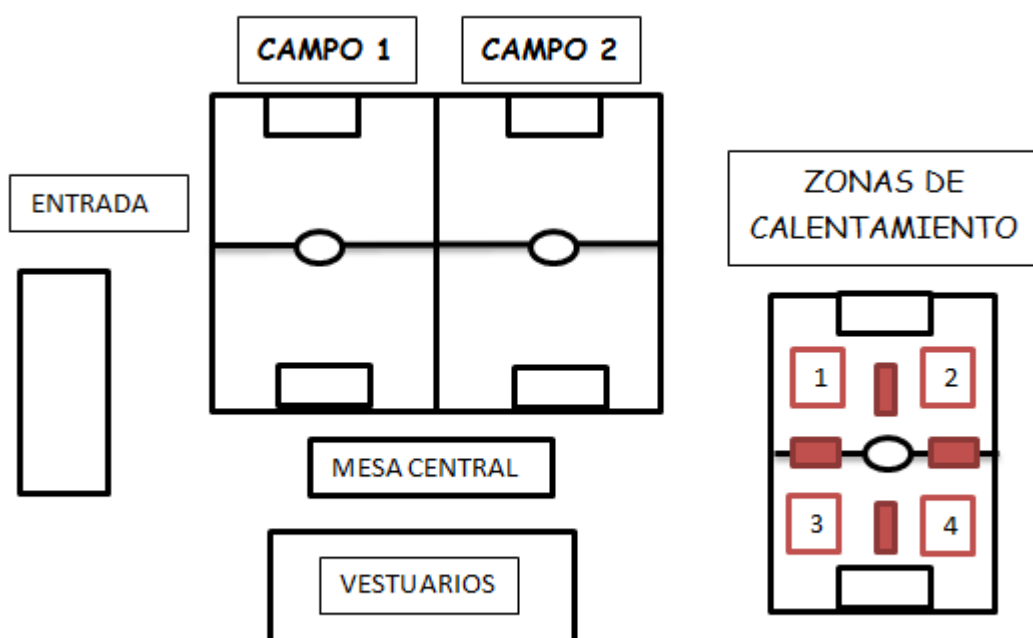 CAMPO 1
CAMPO 2
ENTRADA
ZONAS DE
CALENTAMIENTO
1
2
3
4
MESA CENTRAL
VESTUARIOS